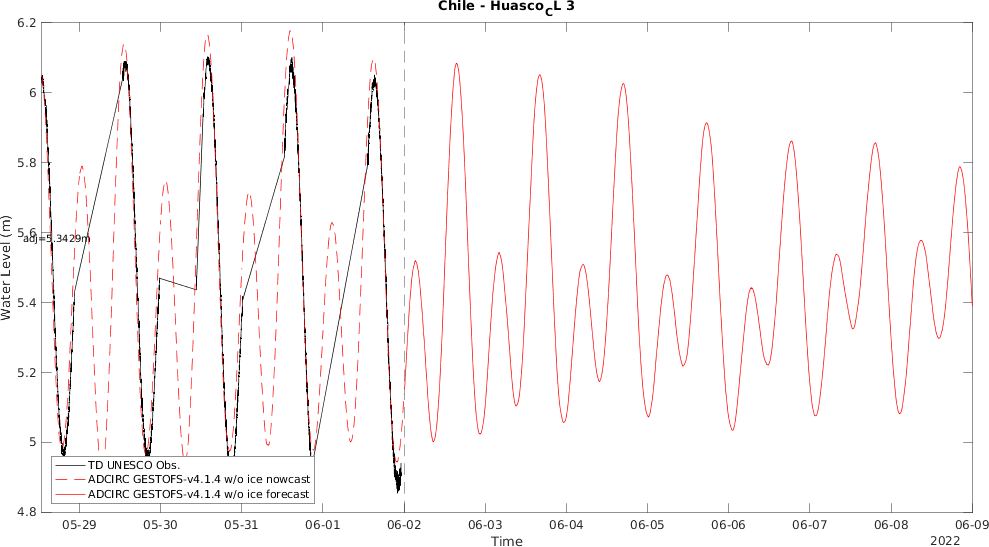 Chile - Huasco_CL 3
6.2
6
5.8
5.6
5.4
5.2
5
4.8
Water Level (m)
adj=5.3429m
TD UNESCO Obs.
ADCIRC GESTOFS-v4.1.4 w/o ice nowcast
ADCIRC GESTOFS-v4.1.4 w/o ice forecast
05-29 05-30 05-31 06-01 06-02 06-03 06-04 06-05 06-06 06-07 06-08 06-09
Time
2022